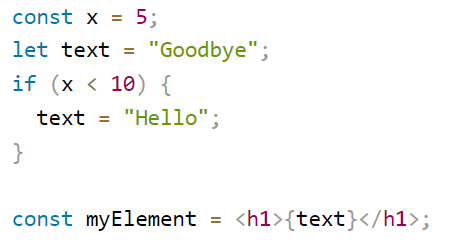 const x = 5;
let text = "Goodbye";
if (x < 10) {
  text = "Hello";
}

const myElement = <h1>{text}</h1>;